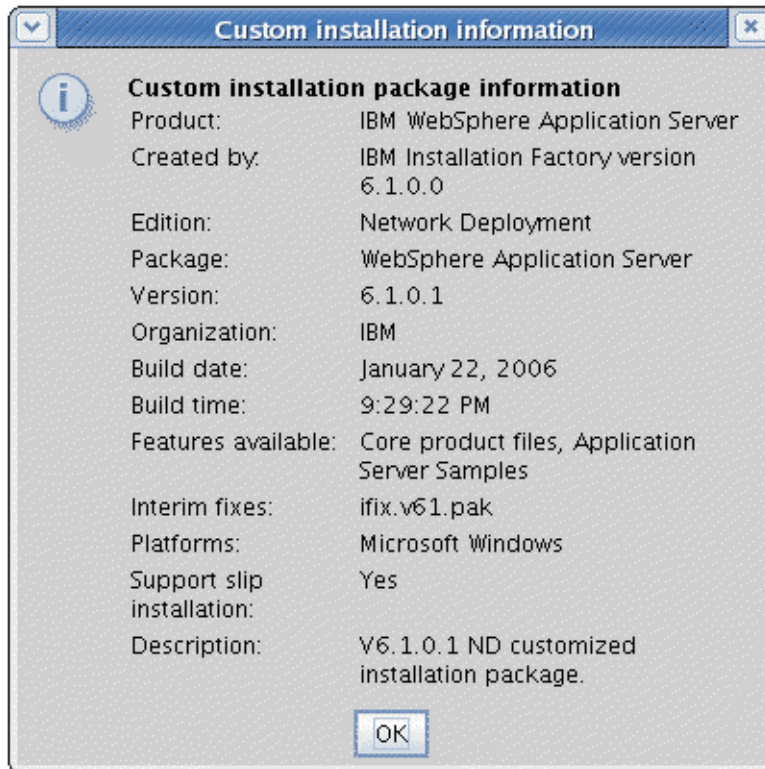 Custom installation information
Custom installation package information
Product: IBM WebSphere Application Server
Created by: IBM Installation Factory version
6.1.0.0
Edition: Network Deployment
Package: WebSphere Application Server
Version: 6.1.0.1
Organization: IBM
Build date: January 22, 2006
Build time: 9:29:22 PM
Features available: Core product files, Application
Server Samples
Interim fixes: ifix.v61.pak
Platforms: Microsoft Windows
Support slip Yes
installation:
Description: V6.1.0.1 ND customized
installation package.
OK